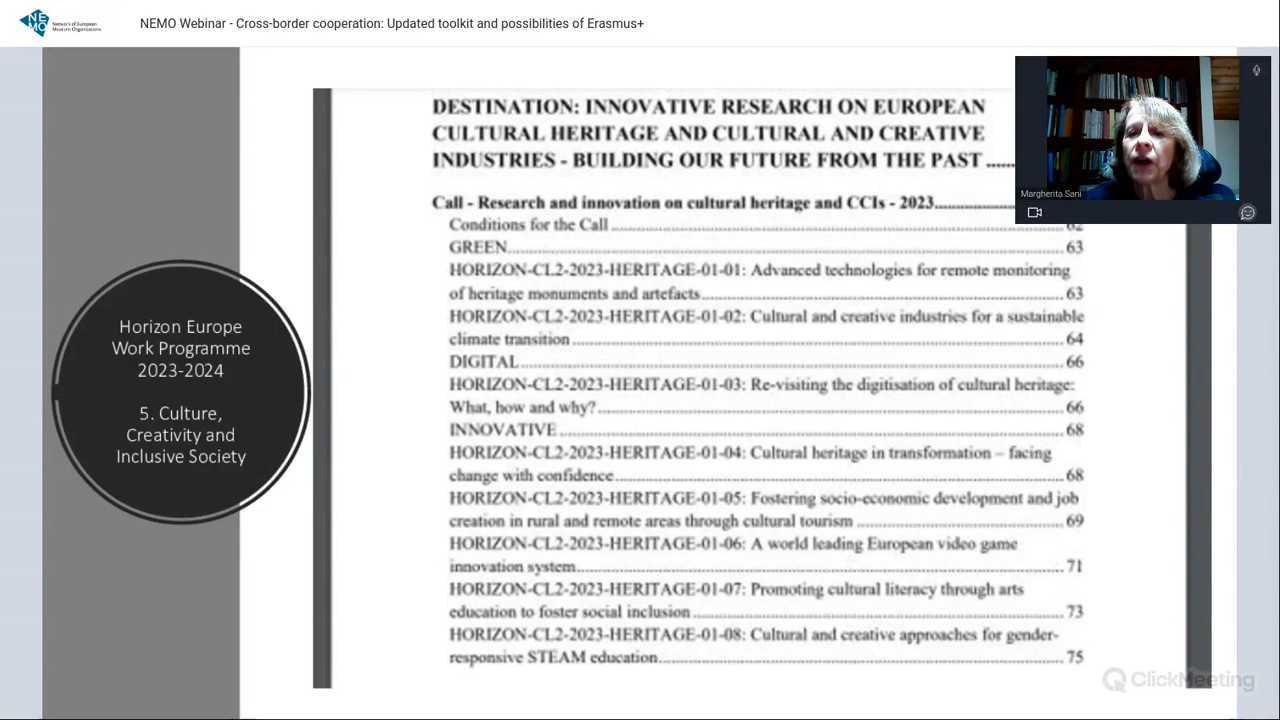 NEMO
Network of European
Museum Organisations
NEMO Webinar - Cross-border cooperation: Updated toolkit and possibilities of Erasmus+
Horizon Europe
Work Programme
2023-2024
5. Culture,
Creativity and
Inclusive Society
DESTINATION: INNOVATIVE RESEARCH ON EUROPEAN
CULTURAL HERITAGE AND CULTURAL AND CREATIVE
INDUSTRIES - BUILDING OUR FUTURE FROM THE PAST ......
Call - Research and innovation on cultural heritage and CCIs - 2023
Conditions for the Call 62
GREEN 63
HORIZON-CL2-2023-HERITAGE-01-01: Advanced technologies for remote monitoring
of heritage monuments and artefacts 63
HORIZON-CL2-2023-HERITAGE-01-02: Cultural and creative industries for a sustainable
climate transition 64
DIGITAL 66
HORIZON-CL2-2023-HERITAGE-01-03: Re-visiting the digitisation of cultural heritage:
What, how and why? 66
INNOVATIVE 68
HORIZON-CL2-2023-HERITAGE-01-04: Cultural heritage in transformation – facing
change with confidence 68
HORIZON-CL2-2023-HERITAGE-01-05: Fostering socio-economic development and job
creation in rural and remote areas through cultural tourism 69
HORIZON-CL2-2023-HERITAGE-01-06: A world leading European video game
innovation system 71
HORIZON-CL2-2023-HERITAGE-01-07: Promoting cultural literacy through arts
education to foster social inclusion 73
HORIZON-CL2-2023-HERITAGE-01-08: Cultural and creative approaches for gender-
responsive STEAM education 75
Margherita Sani
ClickMeeting